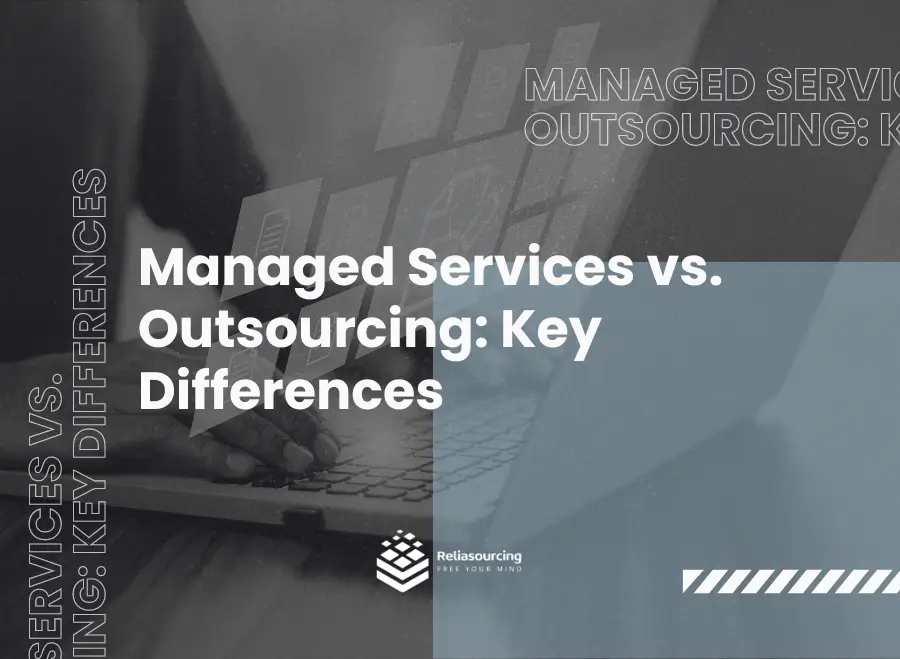 MANAGED SERVIC
OUTSOURCING: K
SERVICES VS.
ING: KEY DIFFERENCES
Managed Services vs.
Outsourcing: Key
Differences
Reliasourcing
FREE YOUR MIND